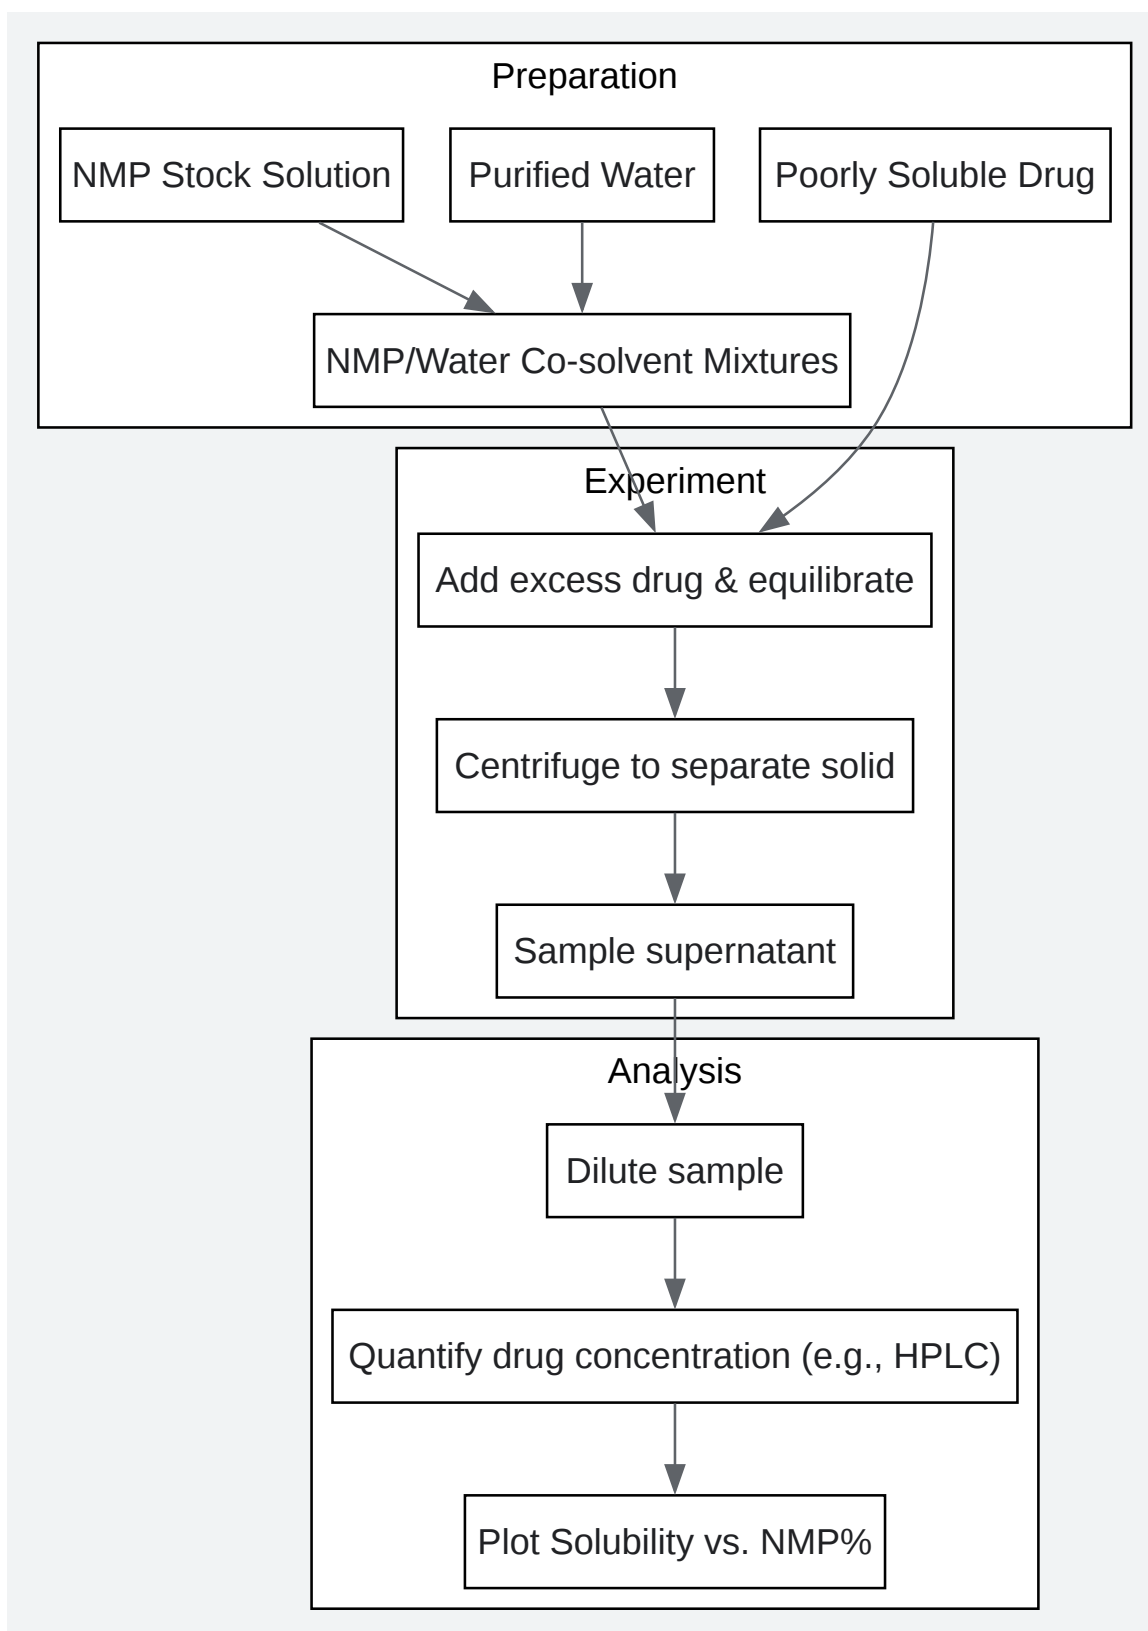 Preparation
NMP Stock Solution
Purified Water
Poorly Soluble Drug
NMP/Water Co-solvent Mixtures
Experiment
Add excess drug & equilibrate
Centrifuge to separate solid
Sample supernatant
Analysis
Dilute sample
Quantify drug concentration (e.g., HPLC)
Plot Solubility vs. NMP%